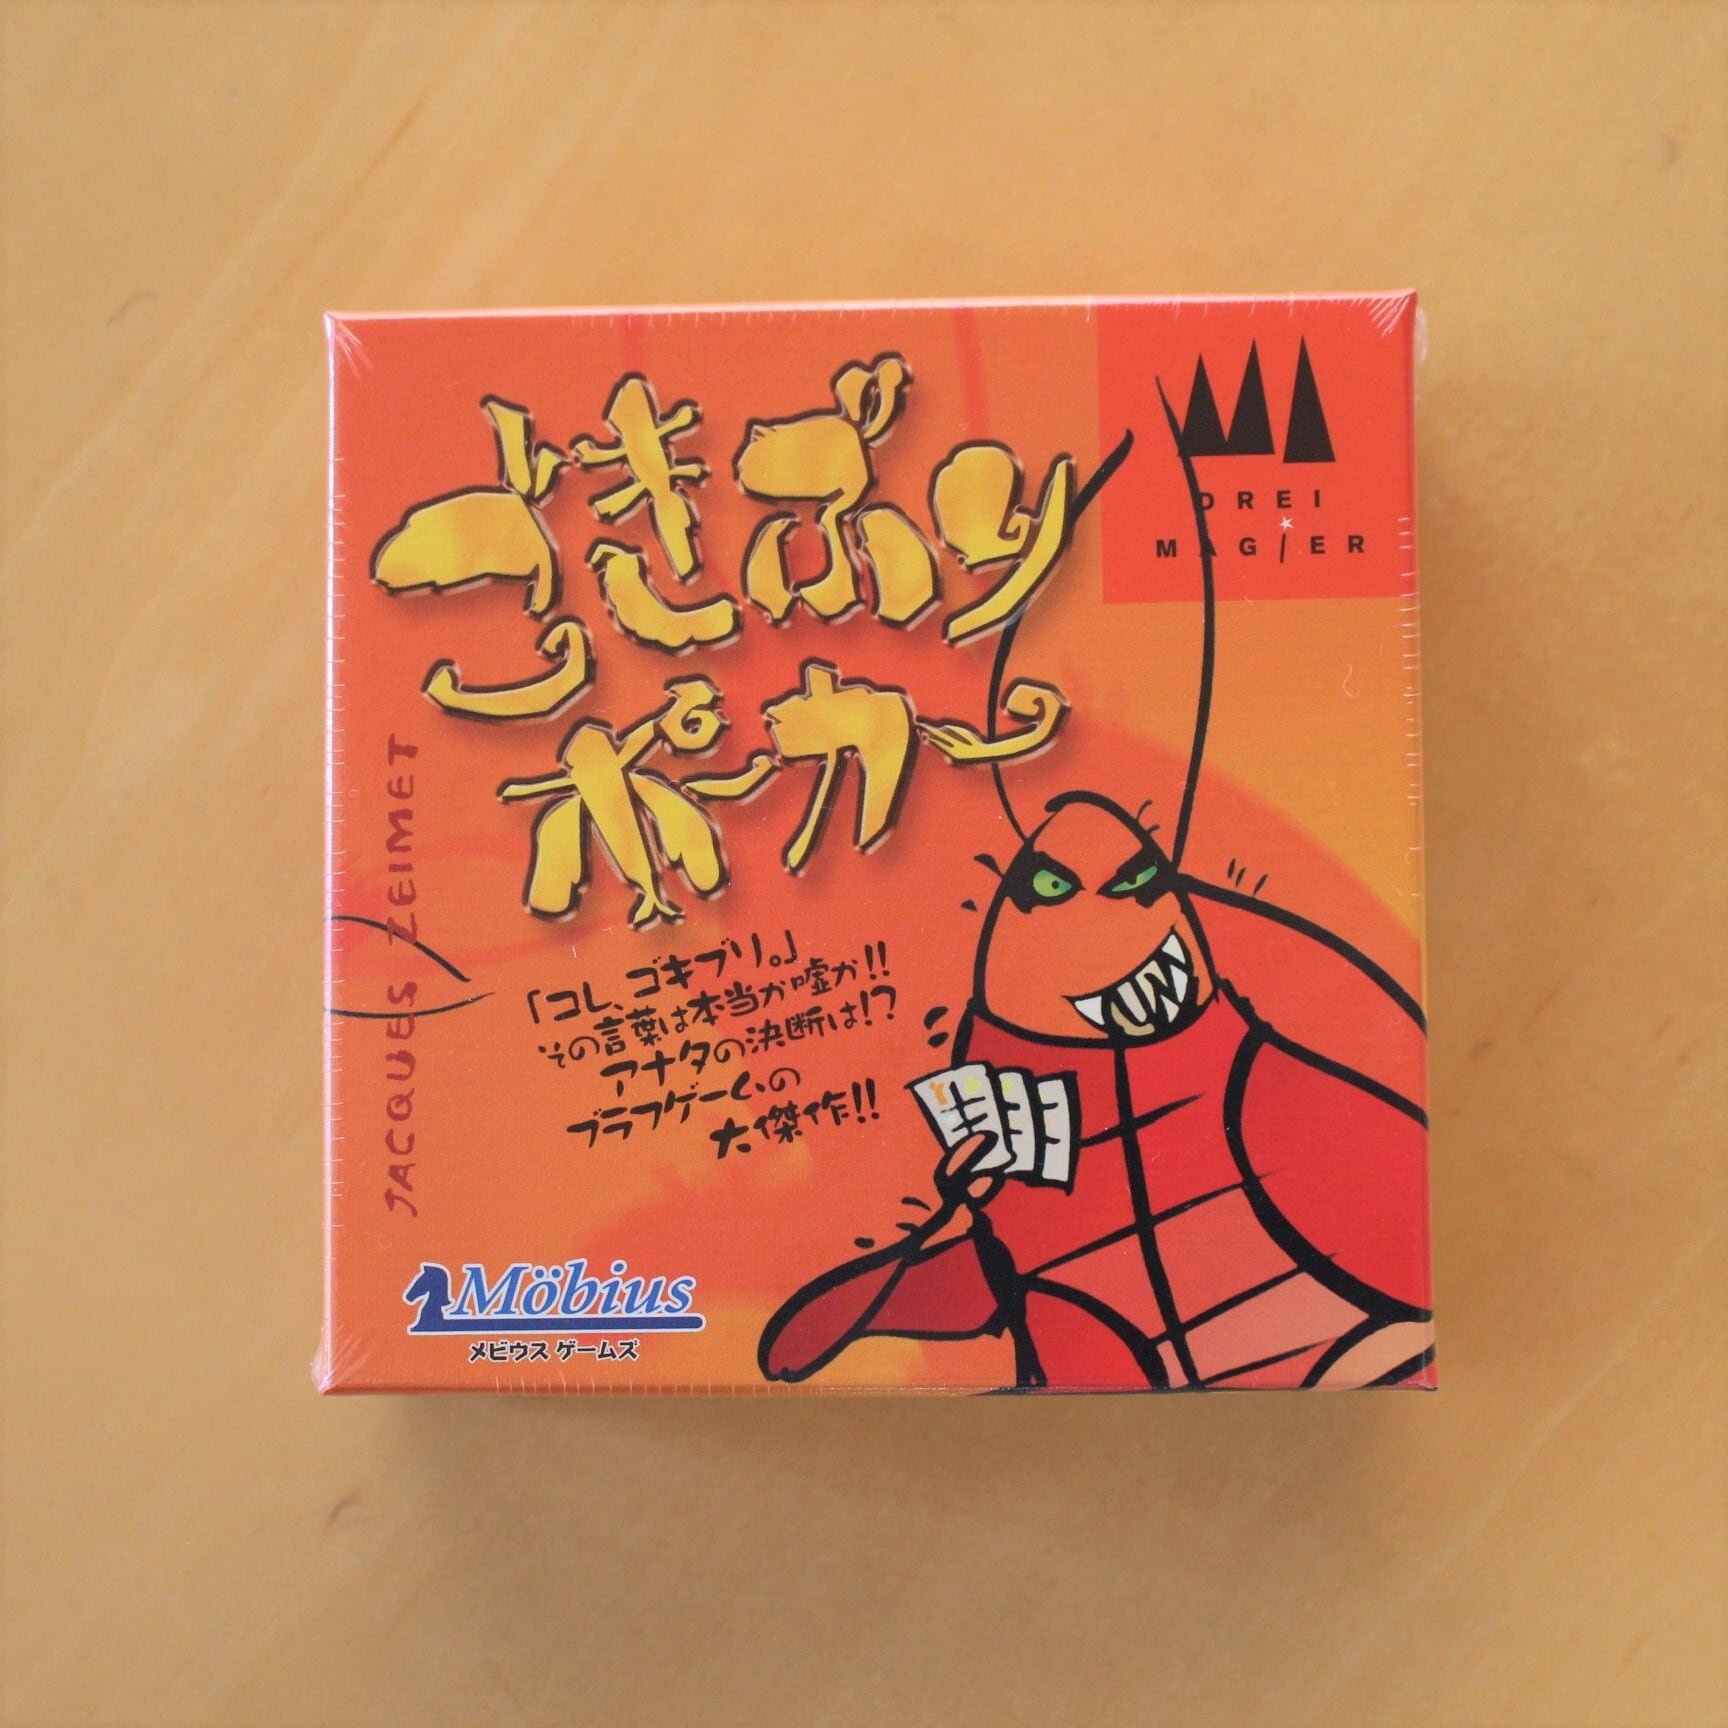 ごきぶり
ポーカー
DREI
MAGIER
JACQUES ZEIMET
「コレ、ゴキブリ。」
その言葉は本当か嘘か!!
アナタの決断は!?
ブラフゲームの
大傑作!!
Möbius
メビウス ゲームズ